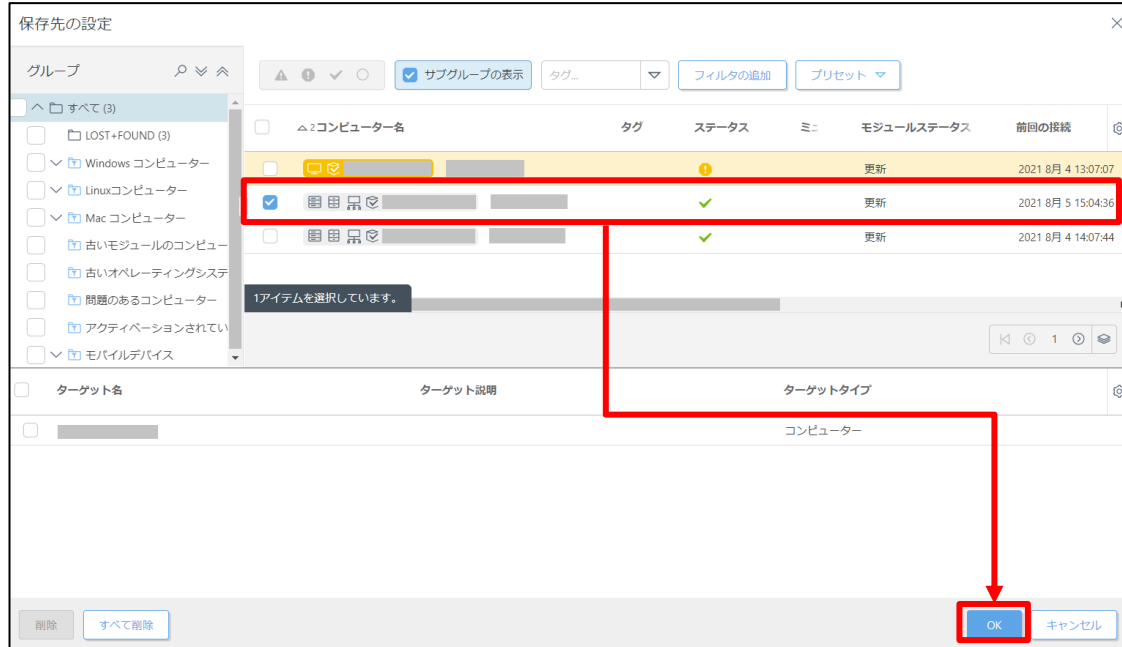 保存先の設定
グループ
サブグループの表示
タグ...
フィルタの追加
プリセット
すべて (3)
LOST+FOUND (3)
Windows コンピューター
Linuxコンピューター
Mac コンピューター
古いモジュールのコンピュー
古いオペレーティングシステ
問題のあるコンピューター
アクティベーションされてい
モバイルデバイス
2コンピューター名 タグ ステータス ミ モジュールステータス 前回の接続
更新 2021 8月 4 13:07:07
更新 2021 8月 5 15:04:36
更新 2021 8月 4 14:07:44
1アイテムを選択しています。
1
ターゲット名 ターゲット説明 ターゲットタイプ
コンピューター
削除 すべて削除 OK キャンセル